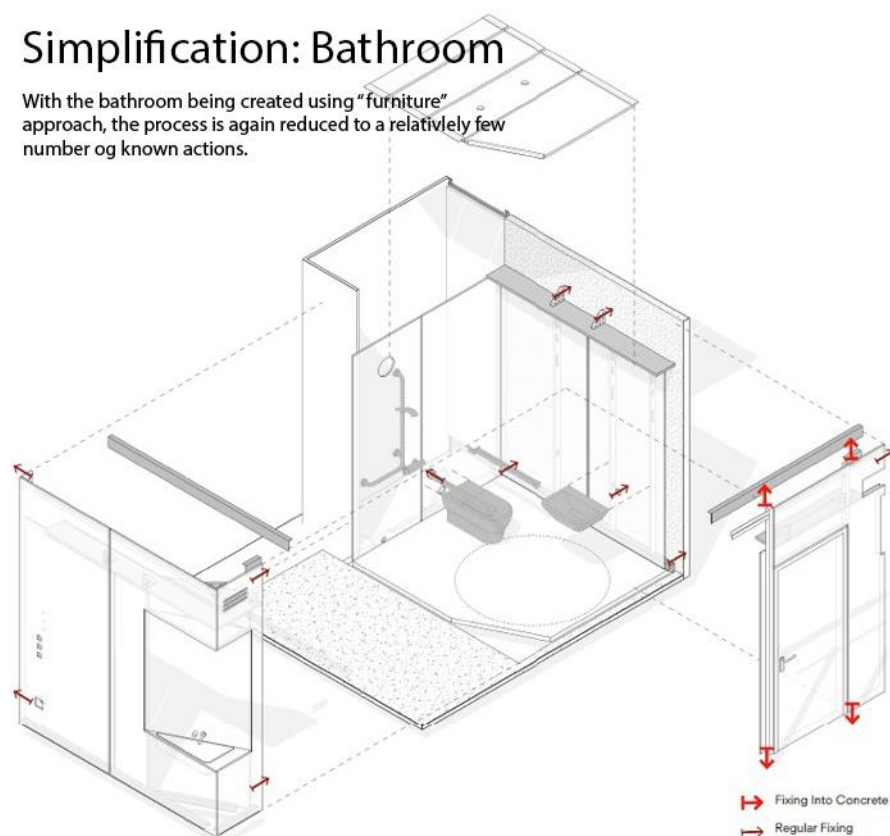 Simplification: Bathroom
With the bathroom being created using “furniture”
approach, the process is again reduced to a relativlely few
number og known actions.
Fixing Into Concrete
Regular Fixing